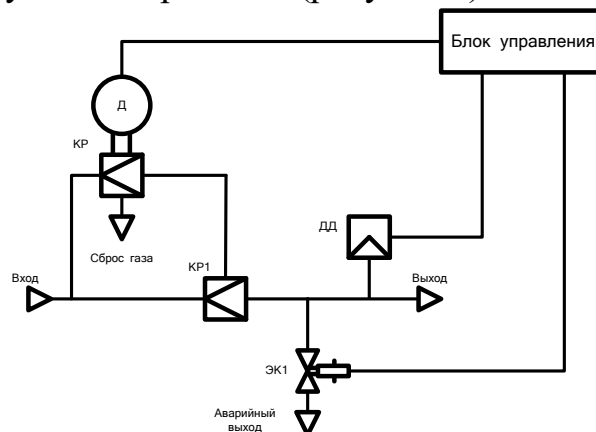 Блок управления
Д
КР
ДД
Сброс газа
КР1
Вход
Выход
ЭК1
Аварийный
выход